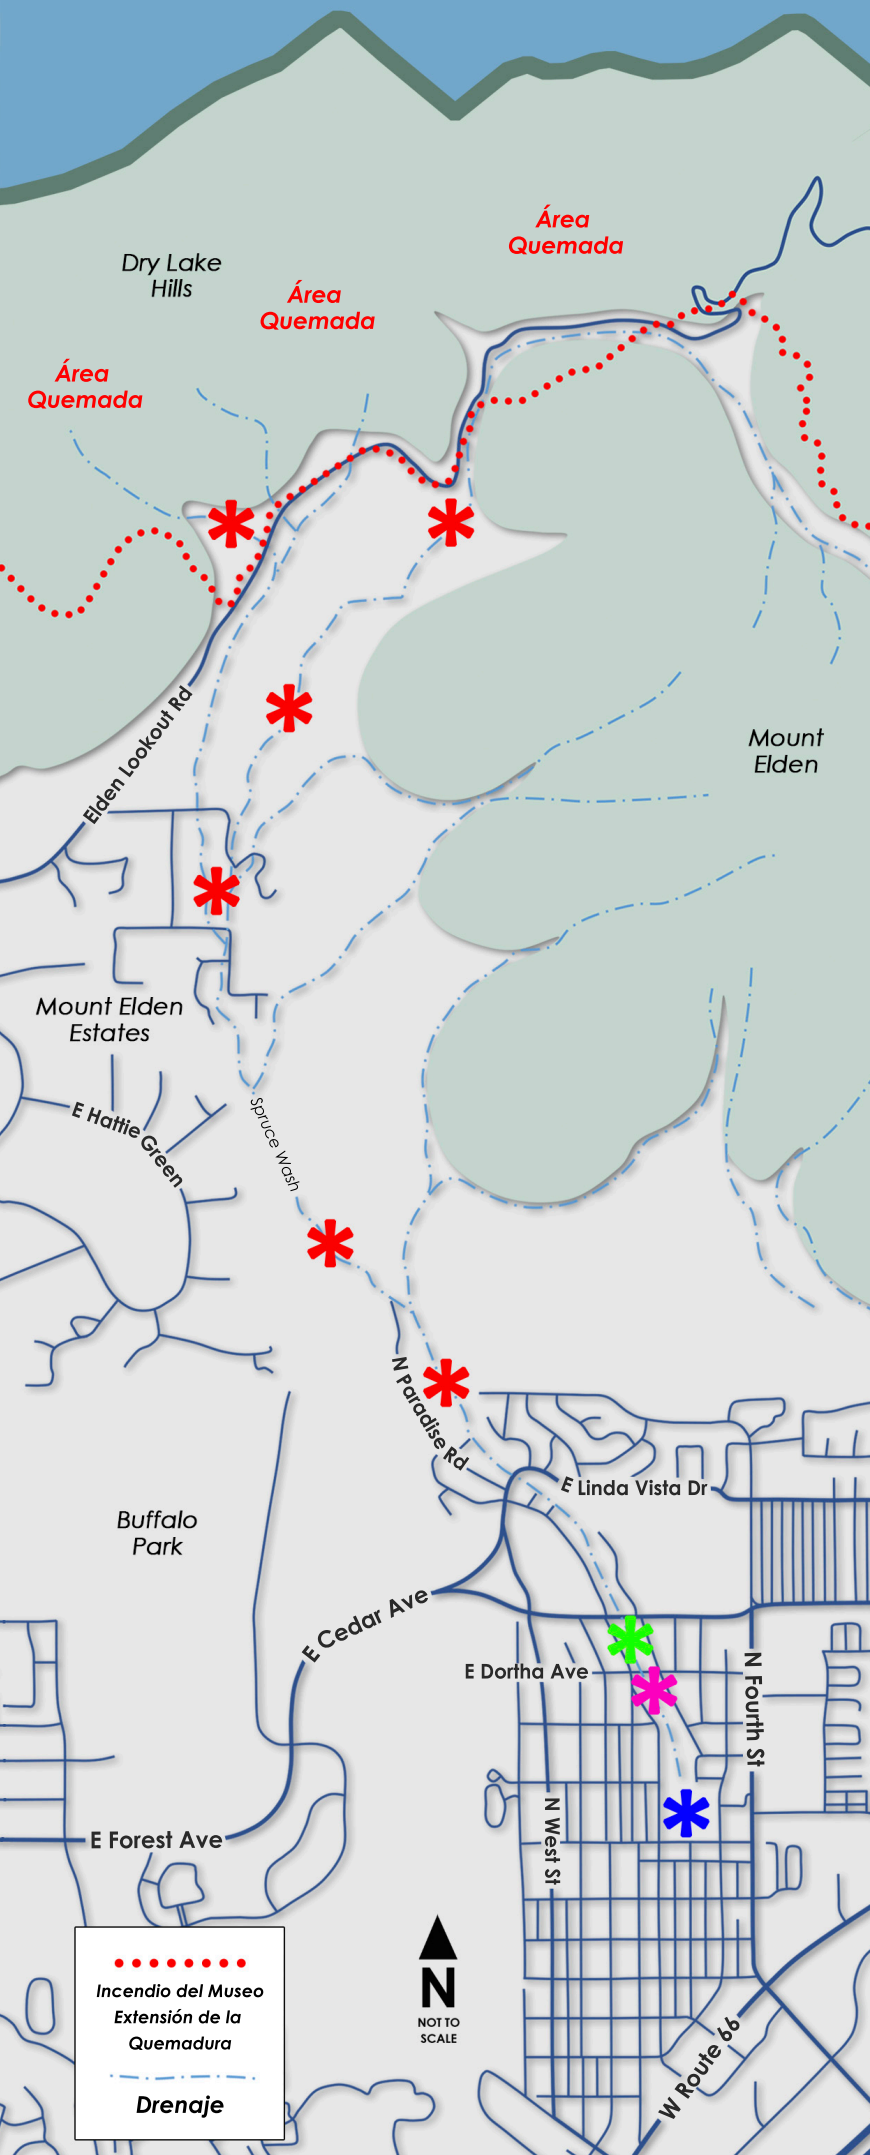 Área
Quemada
Dry Lake
Hills
Área
Quemada
Área
Quemada
Elden Lookout Rd
Mount
Elden
Mount Elden
Estates
E Hattie Green
Spruce Wash
N Paradise Rd
E Linda Vista Dr
Buffalo
Park
E Cedar Ave
E Dortha Ave
N Fourth St
N West St
E Forest Ave
Incendio del Museo
Extensión de la
Quemadura
Drenaje
N
NOT TO
SCALE
W Route 66